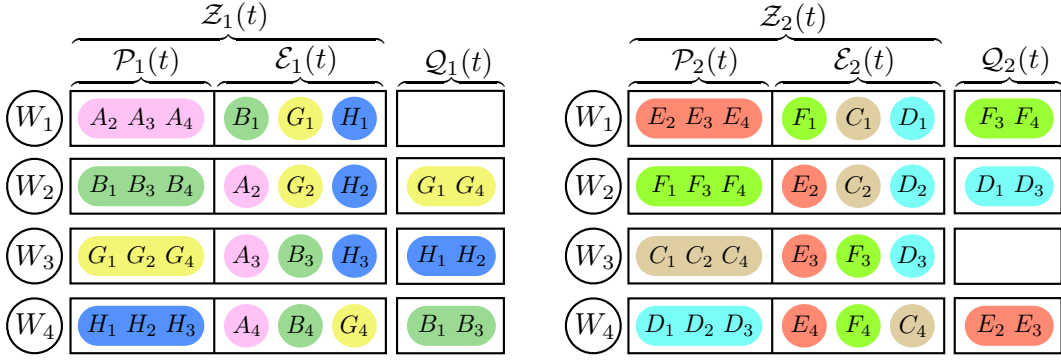 𝒵₁(t) 𝒵₂(t)
𝒫₁(t) ℰ₁(t) 𝒬₁(t) 𝒫₂(t) ℰ₂(t) 𝒬₂(t)
W₁ A₂ A₃ A₄ B₁ G₁ H₁ W₁ E₂ E₃ E₄ F₁ C₁ D₁ F₃ F₄
W₂ B₁ B₃ B₄ A₂ G₂ H₂ G₁ G₄ W₂ F₁ F₃ F₄ E₂ C₂ D₂ D₁ D₃
W₃ G₁ G₂ G₄ A₃ B₃ H₃ H₁ H₂ W₃ C₁ C₂ C₄ E₃ F₃ D₃
W₄ H₁ H₂ H₃ A₄ B₄ G₄ B₁ B₃ W₄ D₁ D₂ D₃ E₄ F₄ C₄ E₂ E₃